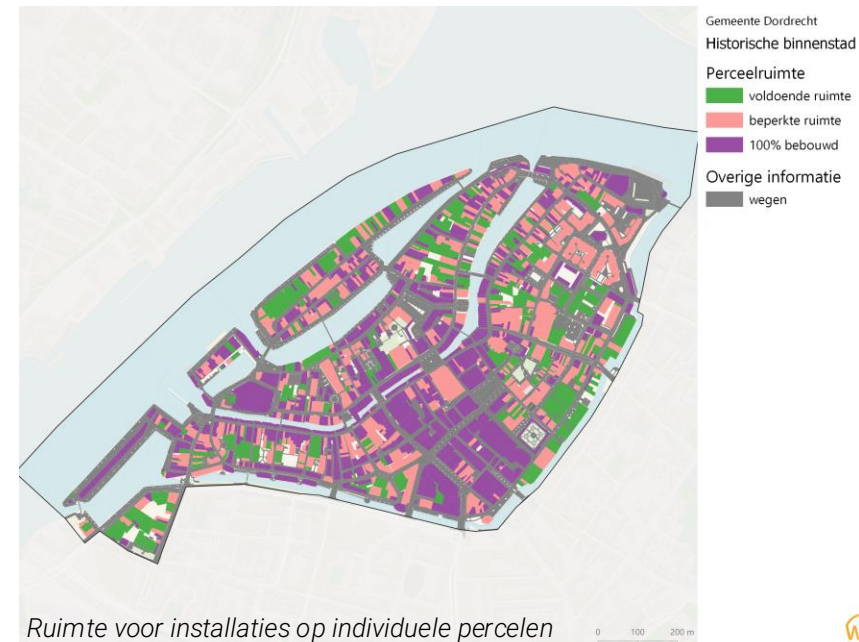 Gemeente Dordrecht
Historische binnenstad
Perceelruimte
voldoende ruimte
beperkte ruimte
100% bebouwd
Overige informatie
wegen
Ruimte voor installaties op individuele percelen
0 100 200 m